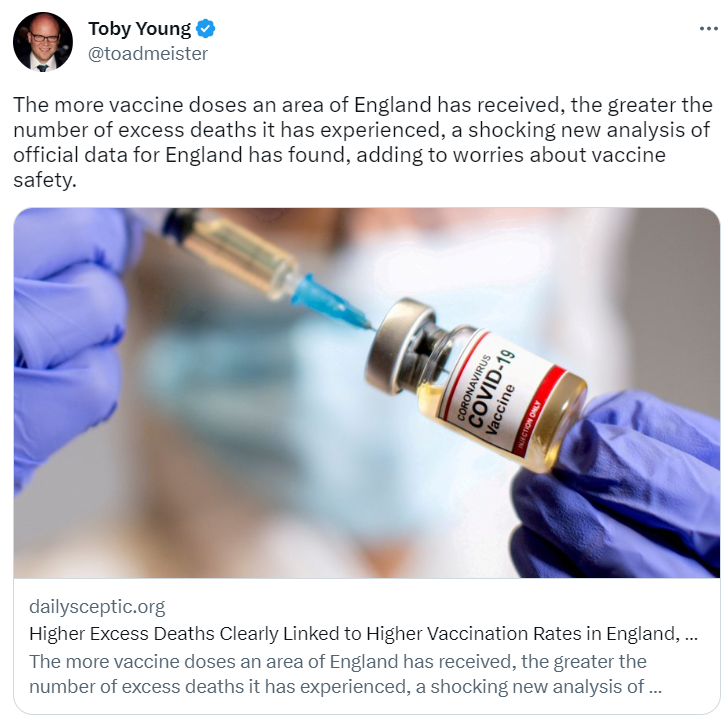 Toby Young
@toadmeister
The more vaccine doses an area of England has received, the greater the
number of excess deaths it has experienced, a shocking new analysis of
official data for England has found, adding to worries about vaccine
safety.
CORONAVIRUS
COVID-19
Vaccine
INJECTION ONLY
dailysceptic.org
Higher Excess Deaths Clearly Linked to Higher Vaccination Rates in England, ...
The more vaccine doses an area of England has received, the greater the
number of excess deaths it has experienced, a shocking new analysis of ...